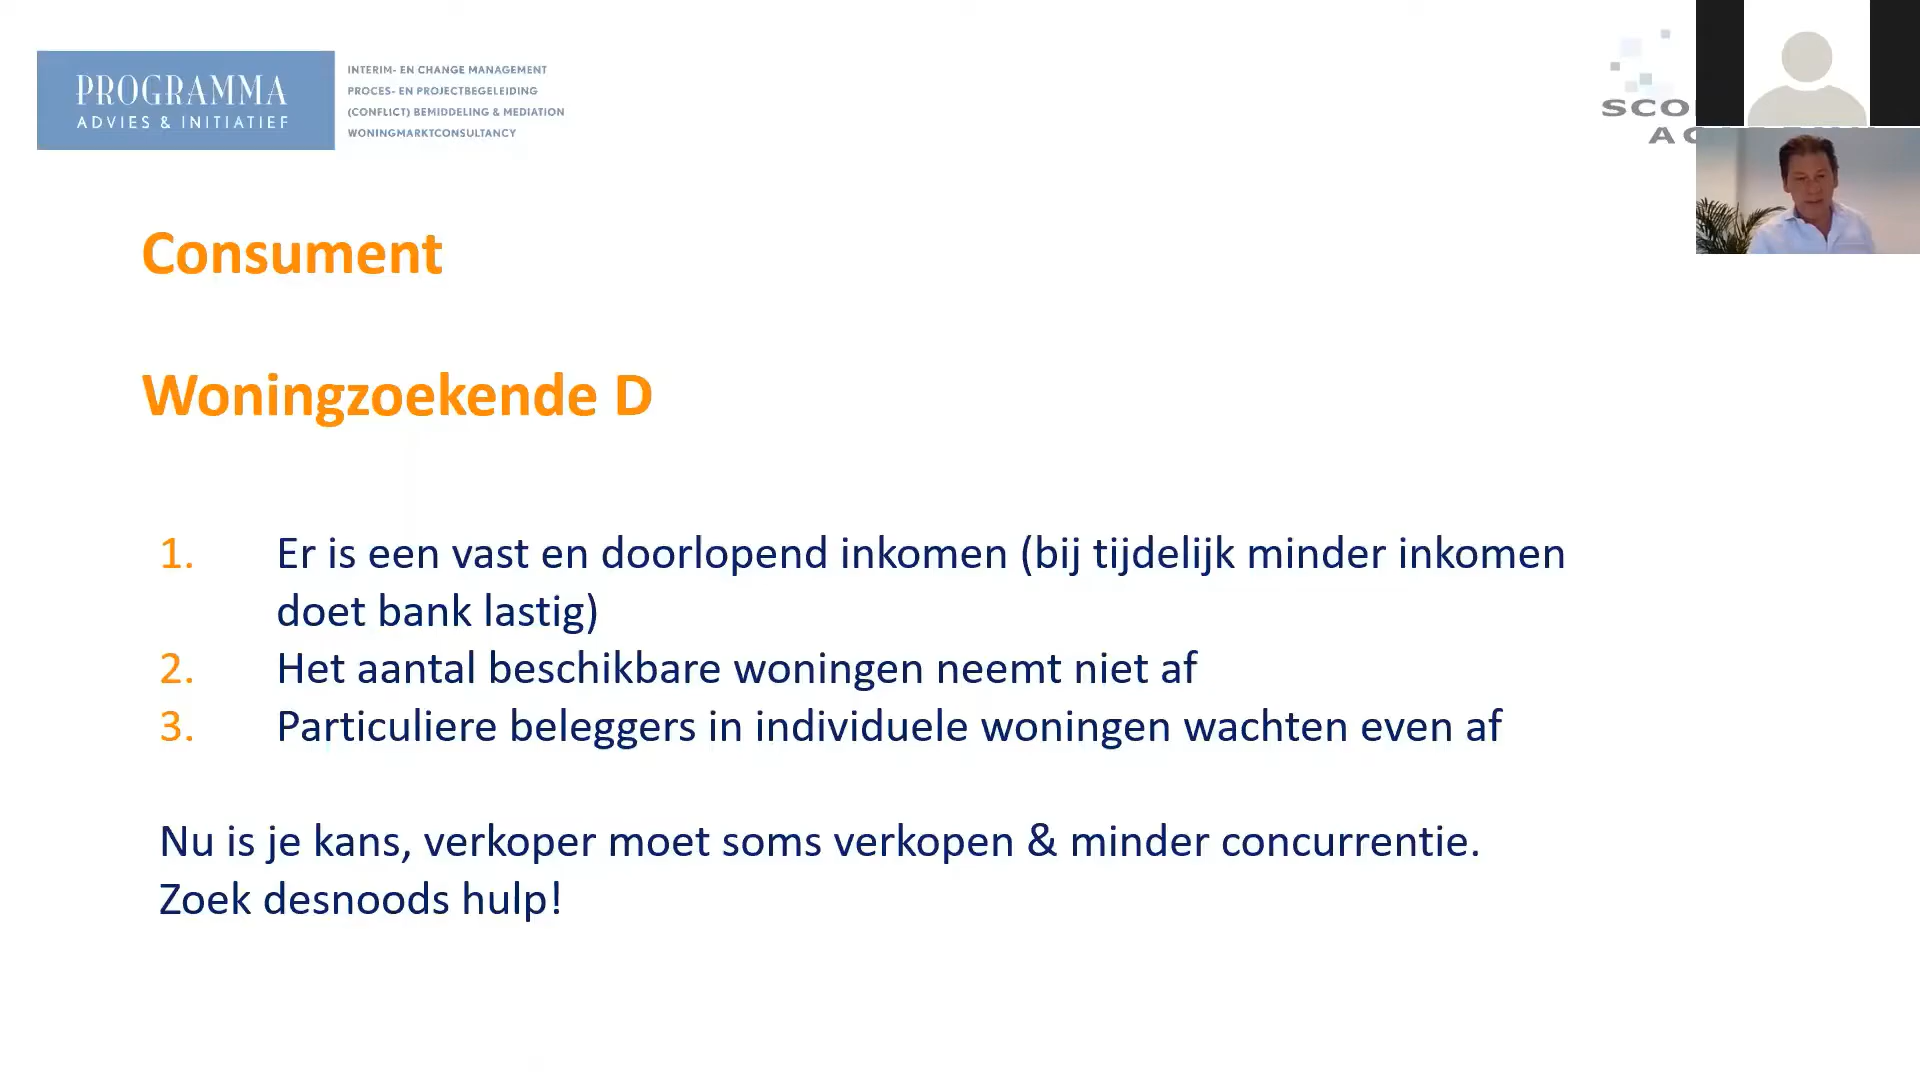 PROGRAMMA
ADVIES & INITIATIEF
INTERIM- EN CHANGE MANAGEMENT
PROCES- EN PROJECTBEGELEIDING
(CONFLICT) BEMIDDELING & MEDIATION
WONINGMARKTCONSULTANCY
Consument
Woningzoekende D
1. Er is een vast en doorlopend inkomen (bij tijdelijk minder inkomen
doet bank lastig)
2. Het aantal beschikbare woningen neemt niet af
3. Particuliere beleggers in individuele woningen wachten even af
Nu is je kans, verkoper moet soms verkopen & minder concurrentie.
Zoek desnoods hulp!